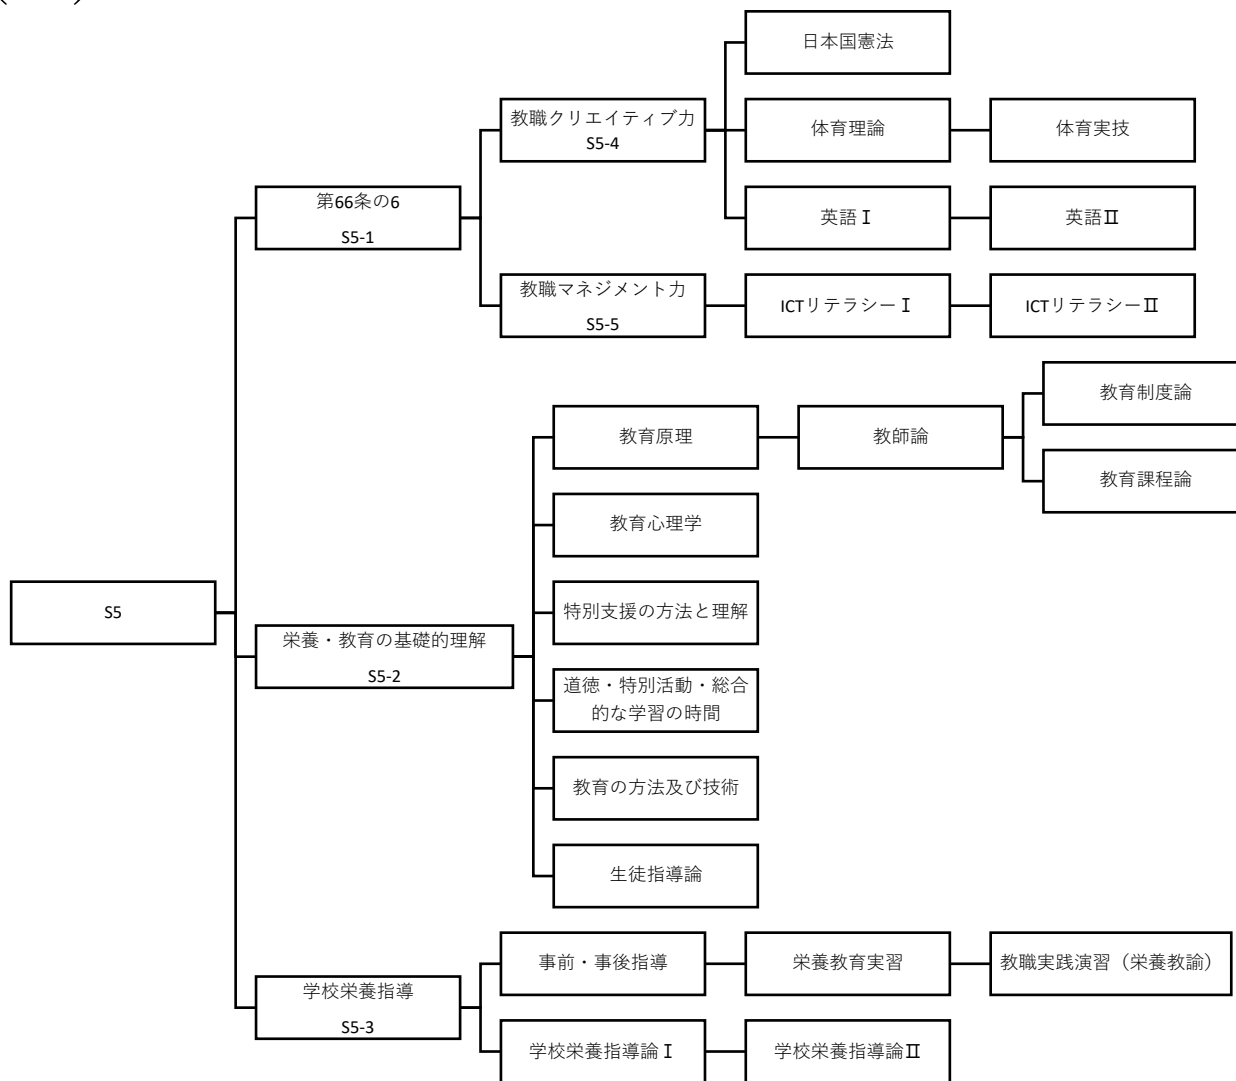 日本国憲法
教職クリエイティブ力
S5-4
体育理論
体育実技
第66条の6
S5-1
英語Ⅰ
英語Ⅱ
教職マネジメント力
S5-5
ICTリテラシーⅠ
ICTリテラシーⅡ
教育制度論
教育原理
教師論
教育課程論
教育心理学
S5
特別支援の方法と理解
栄養・教育の基礎的理解
S5-2
道徳・特別活動・総合
的な学習の時間
教育の方法及び技術
生徒指導論
事前・事後指導
栄養教育実習
教職実践演習（栄養教諭）
学校栄養指導
S5-3
学校栄養指導論Ⅰ
学校栄養指導論Ⅱ